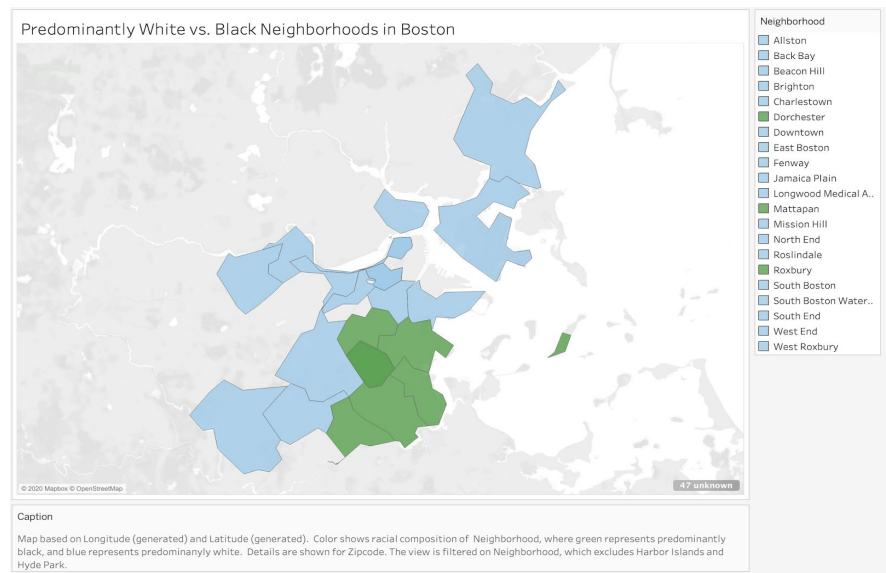 Predominantly White vs. Black Neighborhoods in Boston
Neighborhood
Allston
Back Bay
Beacon Hill
Brighton
Charlestown
Dorchester
Downtown
East Boston
Fenway
Jamaica Plain
Longwood Medical A..
Mattapan
Mission Hill
North End
Roslindale
Roxbury
South Boston
South Boston Water..
South End
West End
West Roxbury
© 2020 Mapbox © OpenStreetMap
47 unknown
Caption
Map based on Longitude (generated) and Latitude (generated). Color shows racial composition of Neighborhood, where green represents predominantly
black, and blue represents predominanyly white. Details are shown for Zipcode. The view is filtered on Neighborhood, which excludes Harbor Islands and
Hyde Park.